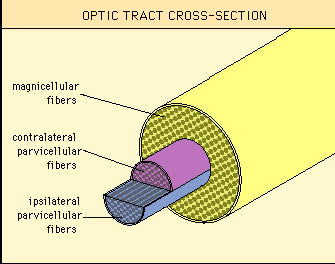 OPTIC TRACT CROSS-SECTION
magnicellular
fibers
contralateral
parvicellular
fibers
ipsilateral
parvicellular
fibers